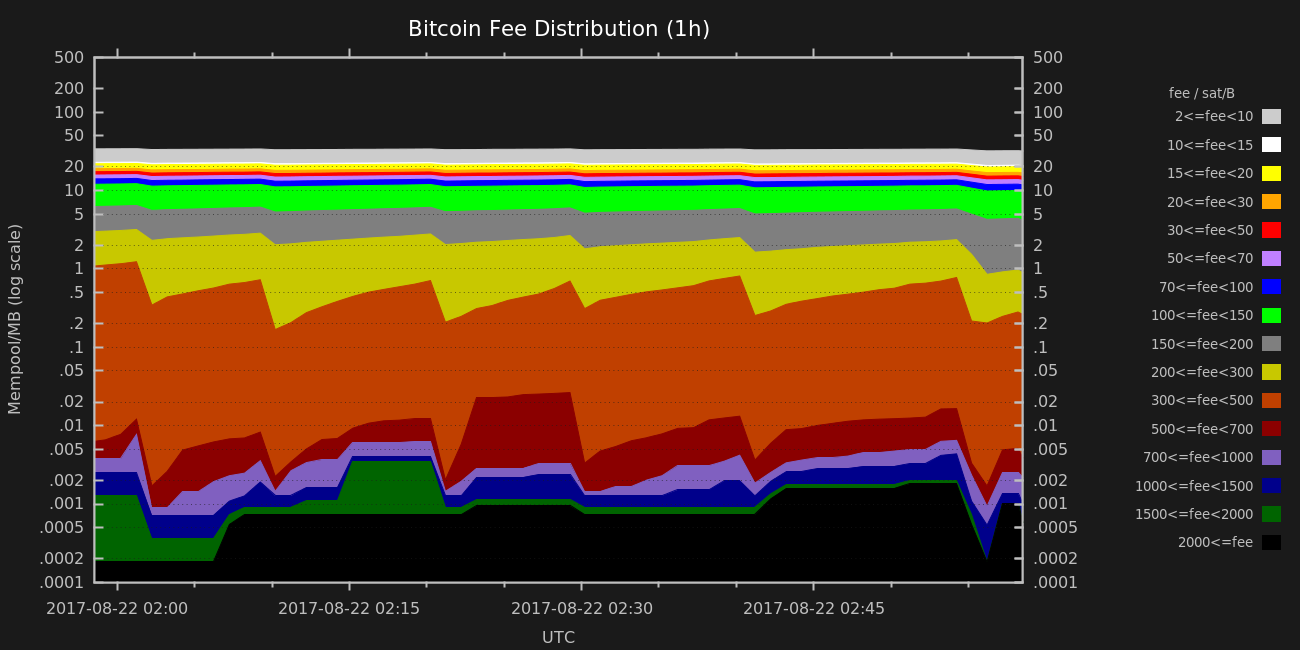 Bitcoin Fee Distribution (1h)
500
200
100
50
20
10
5
2
1
.5
.2
.1
.05
.02
.01
.005
.002
.001
.0005
.0002
.0001
Mempool/MB (log scale)
500
200
100
50
20
10
5
2
1
.5
.2
.1
.05
.02
.01
.005
.002
.001
.0005
.0002
.0001
2017-08-22 02:00 2017-08-22 02:15 2017-08-22 02:30 2017-08-22 02:45
UTC
fee / sat/B
2<=fee<10
10<=fee<15
15<=fee<20
20<=fee<30
30<=fee<50
50<=fee<70
70<=fee<100
100<=fee<150
150<=fee<200
200<=fee<300
300<=fee<500
500<=fee<700
700<=fee<1000
1000<=fee<1500
1500<=fee<2000
2000<=fee